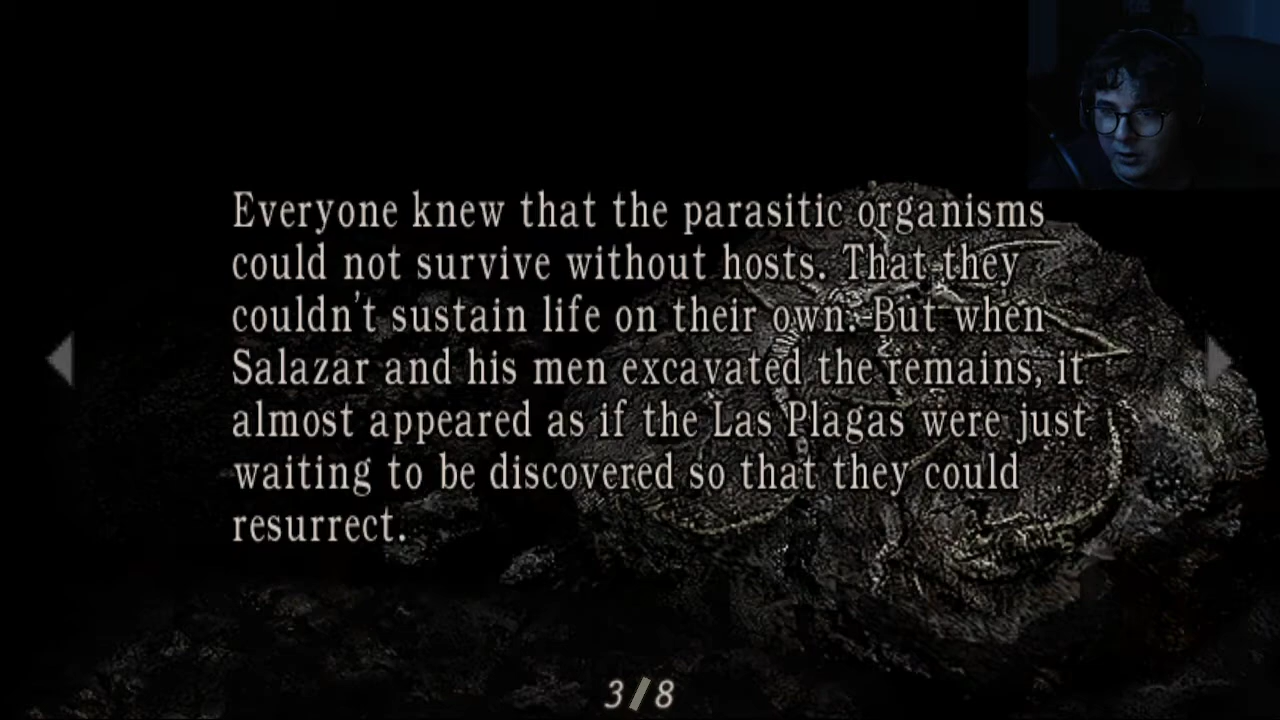 Everyone knew that the parasitic organisms
could not survive without hosts. That they
couldn't sustain life on their own. But when
Salazar and his men excavated the remains, it
almost appeared as if the Las Plagas were just
waiting to be discovered so that they could
resurrect.
3/8